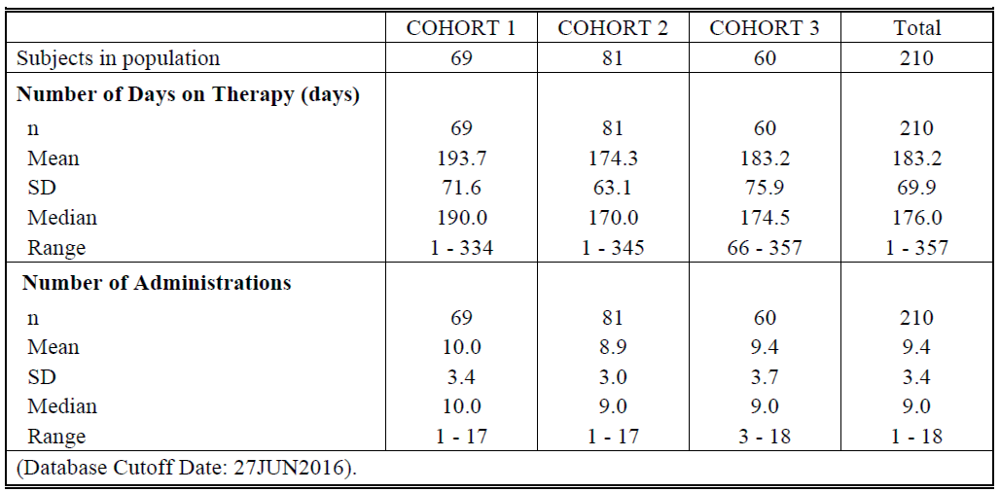 COHORT 1 COHORT 2 COHORT 3 Total
Subjects in population 69 81 60 210
Number of Days on Therapy (days)
n 69 81 60 210
Mean 193.7 174.3 183.2 183.2
SD 71.6 63.1 75.9 69.9
Median 190.0 170.0 174.5 176.0
Range 1 - 334 1 - 345 66 - 357 1 - 357
Number of Administrations
n 69 81 60 210
Mean 10.0 8.9 9.4 9.4
SD 3.4 3.0 3.7 3.4
Median 10.0 9.0 9.0 9.0
Range 1 - 17 1 - 17 3 - 18 1 - 18
(Database Cutoff Date: 27JUN2016).